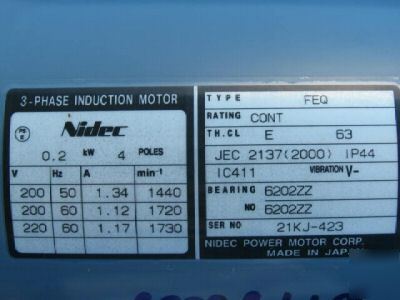 3-PHASE INDUCTION MOTOR
PS
E
Nidec
0.2 kW 4 POLES
V Hz A min⁻¹
200 50 1.34 1440
200 60 1.12 1720
220 60 1.17 1730
TYPE FEQ
RATING CONT
TH.CL E 63
JEC 2137(2000) IP44
IC411 VIBRATION V-
BEARING 6202ZZ
NO 6202ZZ
SER NO 21KJ-423
NIDEC POWER MOTOR CORP.
MADE IN JAPAN